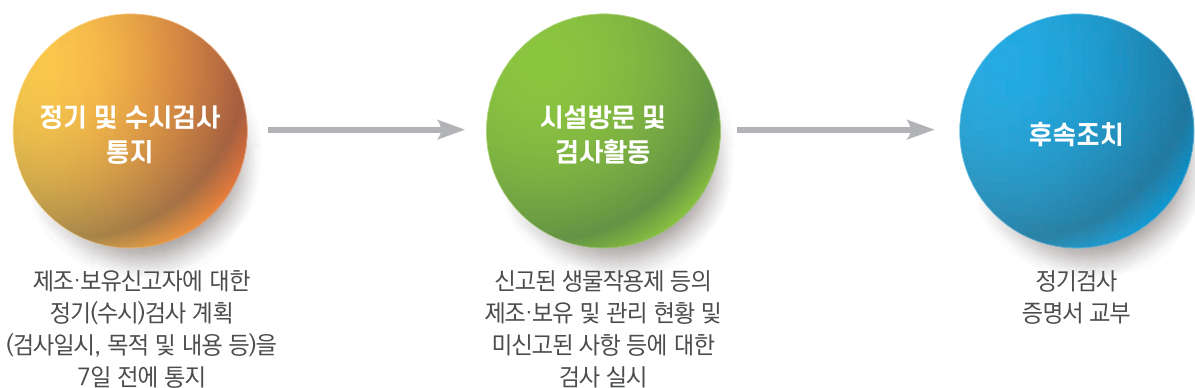 정기 및 수시검사
통지
제조·보유신고자에 대한
정기(수시)검사 계획
(검사일시, 목적 및 내용 등)을
7일 전에 통지
시설방문 및
검사활동
신고된 생물작용제 등의
제조·보유 및 관리 현황 및
미신고된 사항 등에 대한
검사 실시
후속조치
정기검사
증명서 교부